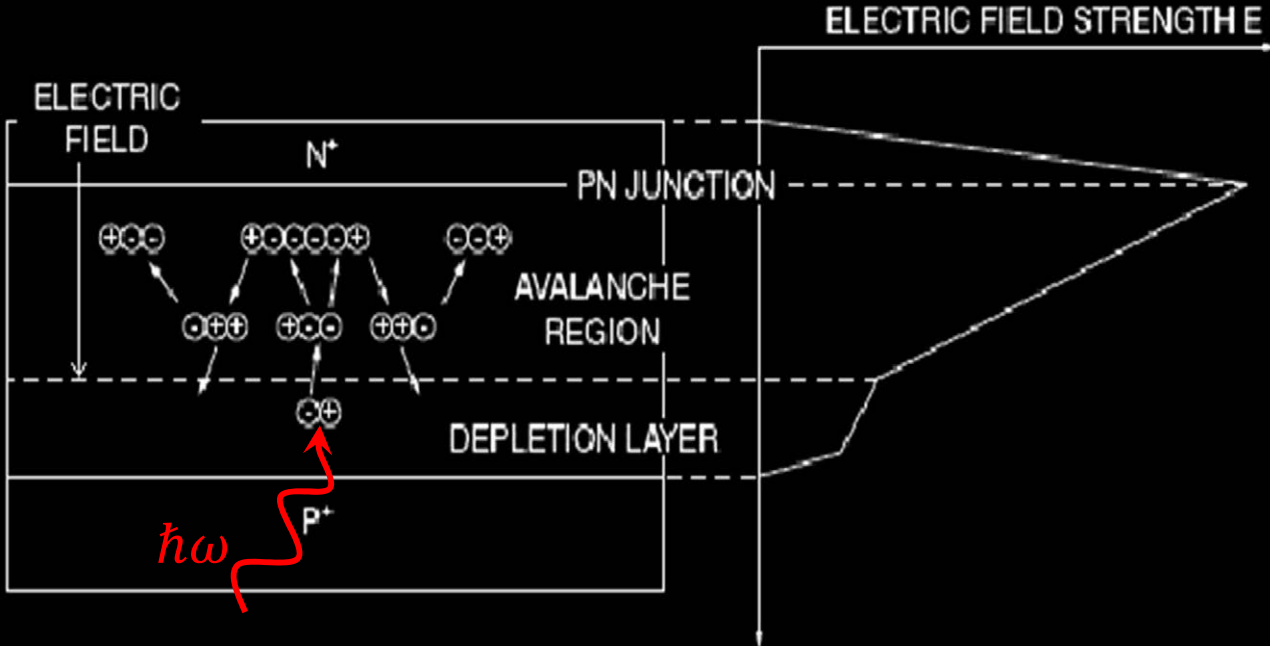 ELECTRIC FIELD STRENGTH E
ELECTRIC
FIELD
N⁺
PN JUNCTION
+--
+----+
--+
AVALANCHE
REGION
-++
+--
++-
-+
DEPLETION LAYER
P⁺
ℏω